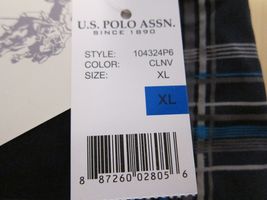 U.S. POLO ASSN.
SINCE 1890
STYLE: 104324P6
COLOR: CLNV
SIZE: XL
XL
8 87260 02805 6